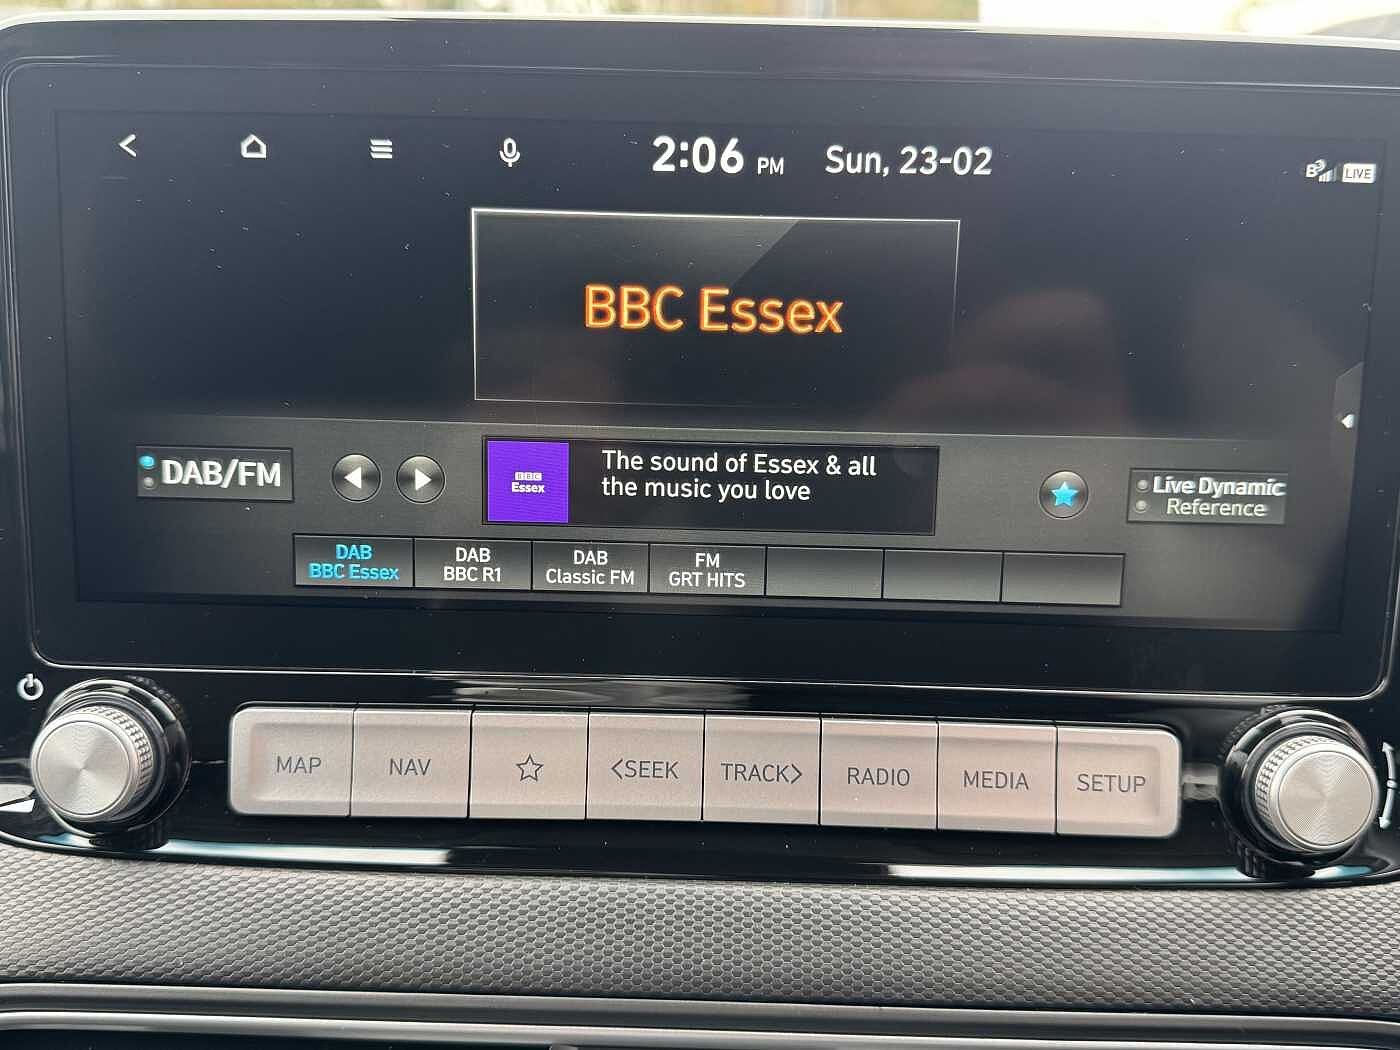 2:06 PM Sun, 23-02
LIVE
BBC Essex
DAB/FM
BBC
Essex
The sound of Essex & all
the music you love
Live Dynamic
Reference
DAB
BBC Essex
DAB
BBC R1
DAB
Classic FM
FM
GRT HITS
MAP
NAV
<SEEK
TRACK>
RADIO
MEDIA
SETUP